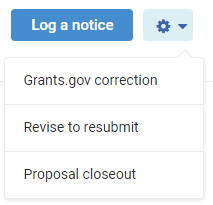 Log a notice
Grants.gov correction
Revise to resubmit
Proposal closeout